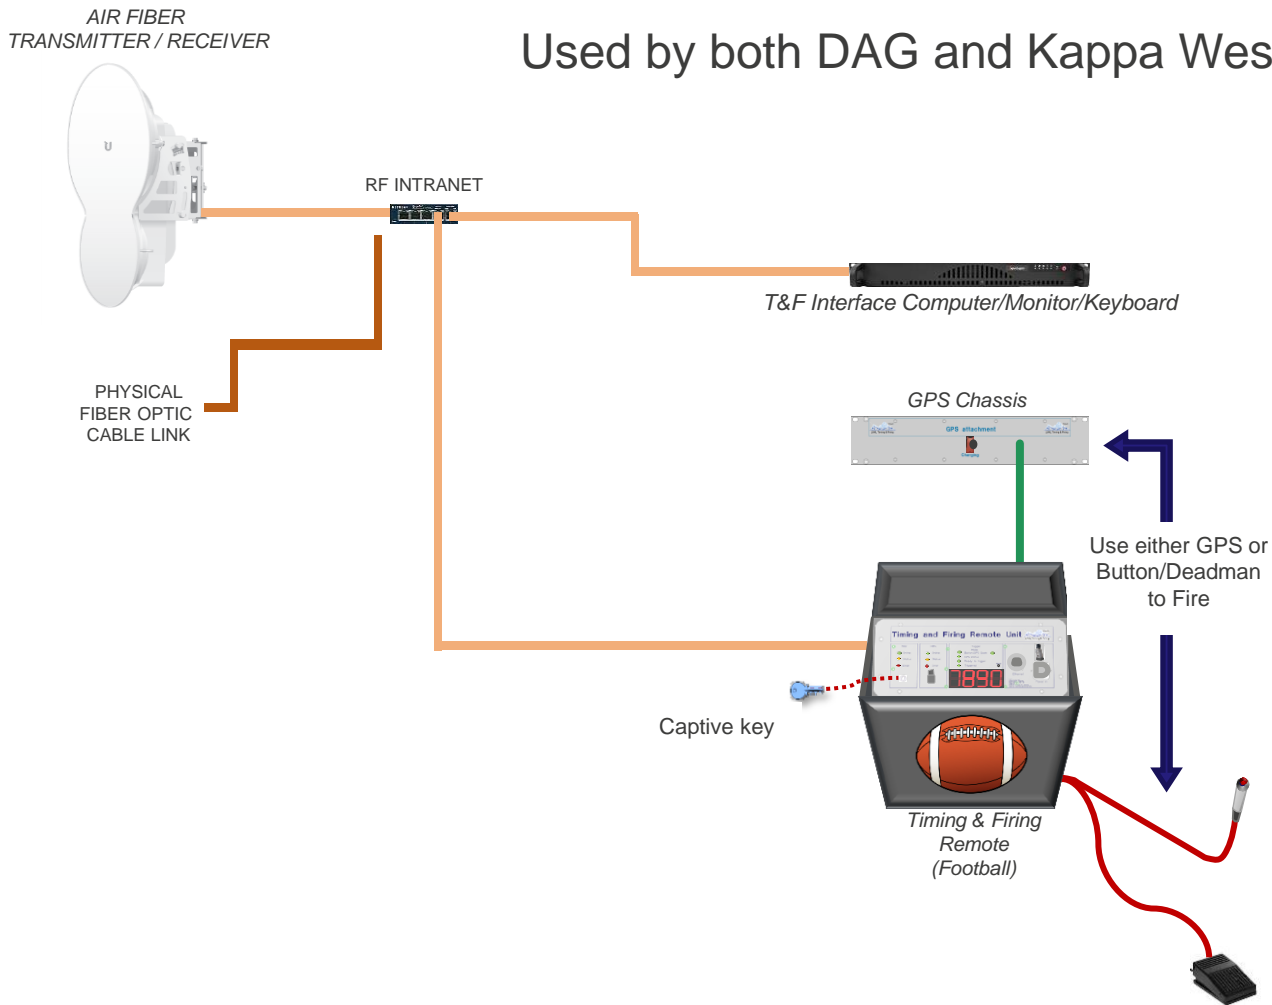 AIR FIBER
TRANSMITTER / RECEIVER
Used by both DAG and Kappa Wes
RF INTRANET
T&F Interface Computer/Monitor/Keyboard
PHYSICAL
FIBER OPTIC
CABLE LINK
GPS Chassis
GPS attachment
Charging
Use either GPS or
Button/Deadman
to Fire
Timing and Firing Remote Unit
7890
D
Captive key
Timing & Firing
Remote
(Football)